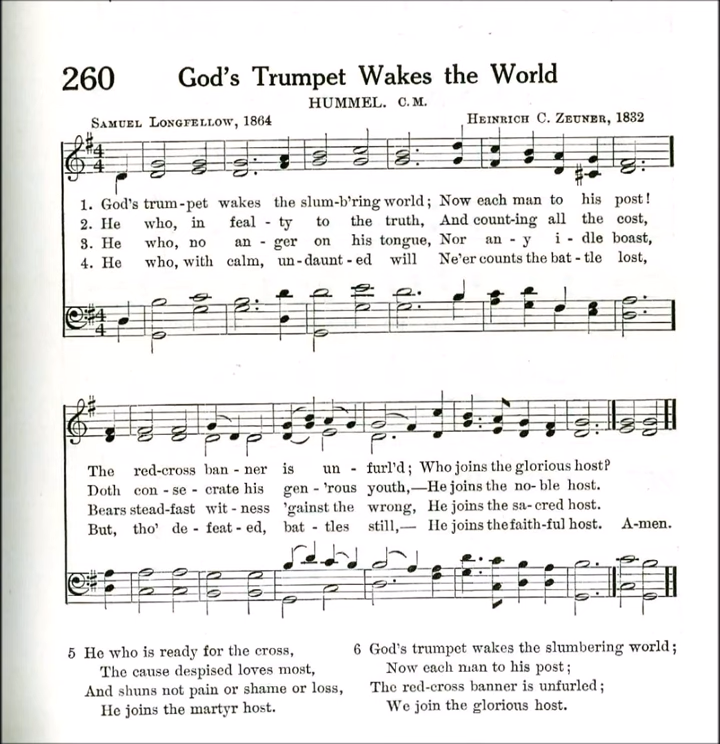 260 God's Trumpet Wakes the World
HUMMEL. C. M.
SAMUEL LONGFELLOW, 1864 HEINRICH C. ZEUNER, 1832
1. God's trum-pet wakes the slum-b'ring world; Now each man to his post!
2. He who, in feal - ty to the truth, And count-ing all the cost,
3. He who, no an - ger on his tongue, Nor an - y i - dle boast,
4. He who, with calm, un-daunt-ed will Ne'er counts the bat - tle lost,
The red-cross ban - ner is un - furl'd; Who joins the glorious host?
Doth con - se - crate his gen - 'rous youth,—He joins the no- ble host.
Bears stead-fast wit - ness 'gainst the wrong, He joins the sa- cred host.
But, tho' de - feat - ed, bat - tles still,— He joins the faith-ful host. A-men.
5 He who is ready for the cross,
The cause despised loves most,
And shuns not pain or shame or loss,
He joins the martyr host.
6 God's trumpet wakes the slumbering world;
Now each man to his post;
The red-cross banner is unfurled;
We join the glorious host.